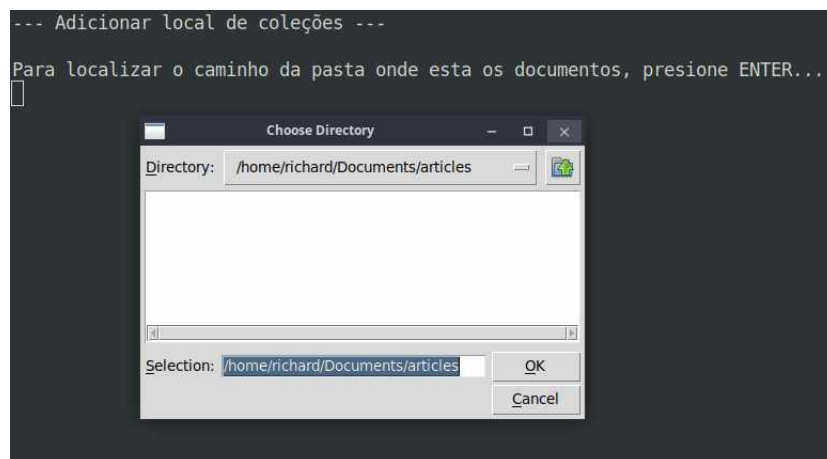 --- Adicionar local de coleções ---
Para localizar o caminho da pasta onde esta os documentos, presione ENTER...
Choose Directory
Directory: /home/richard/Documents/articles
Selection: /home/richard/Documents/articles OK
Cancel